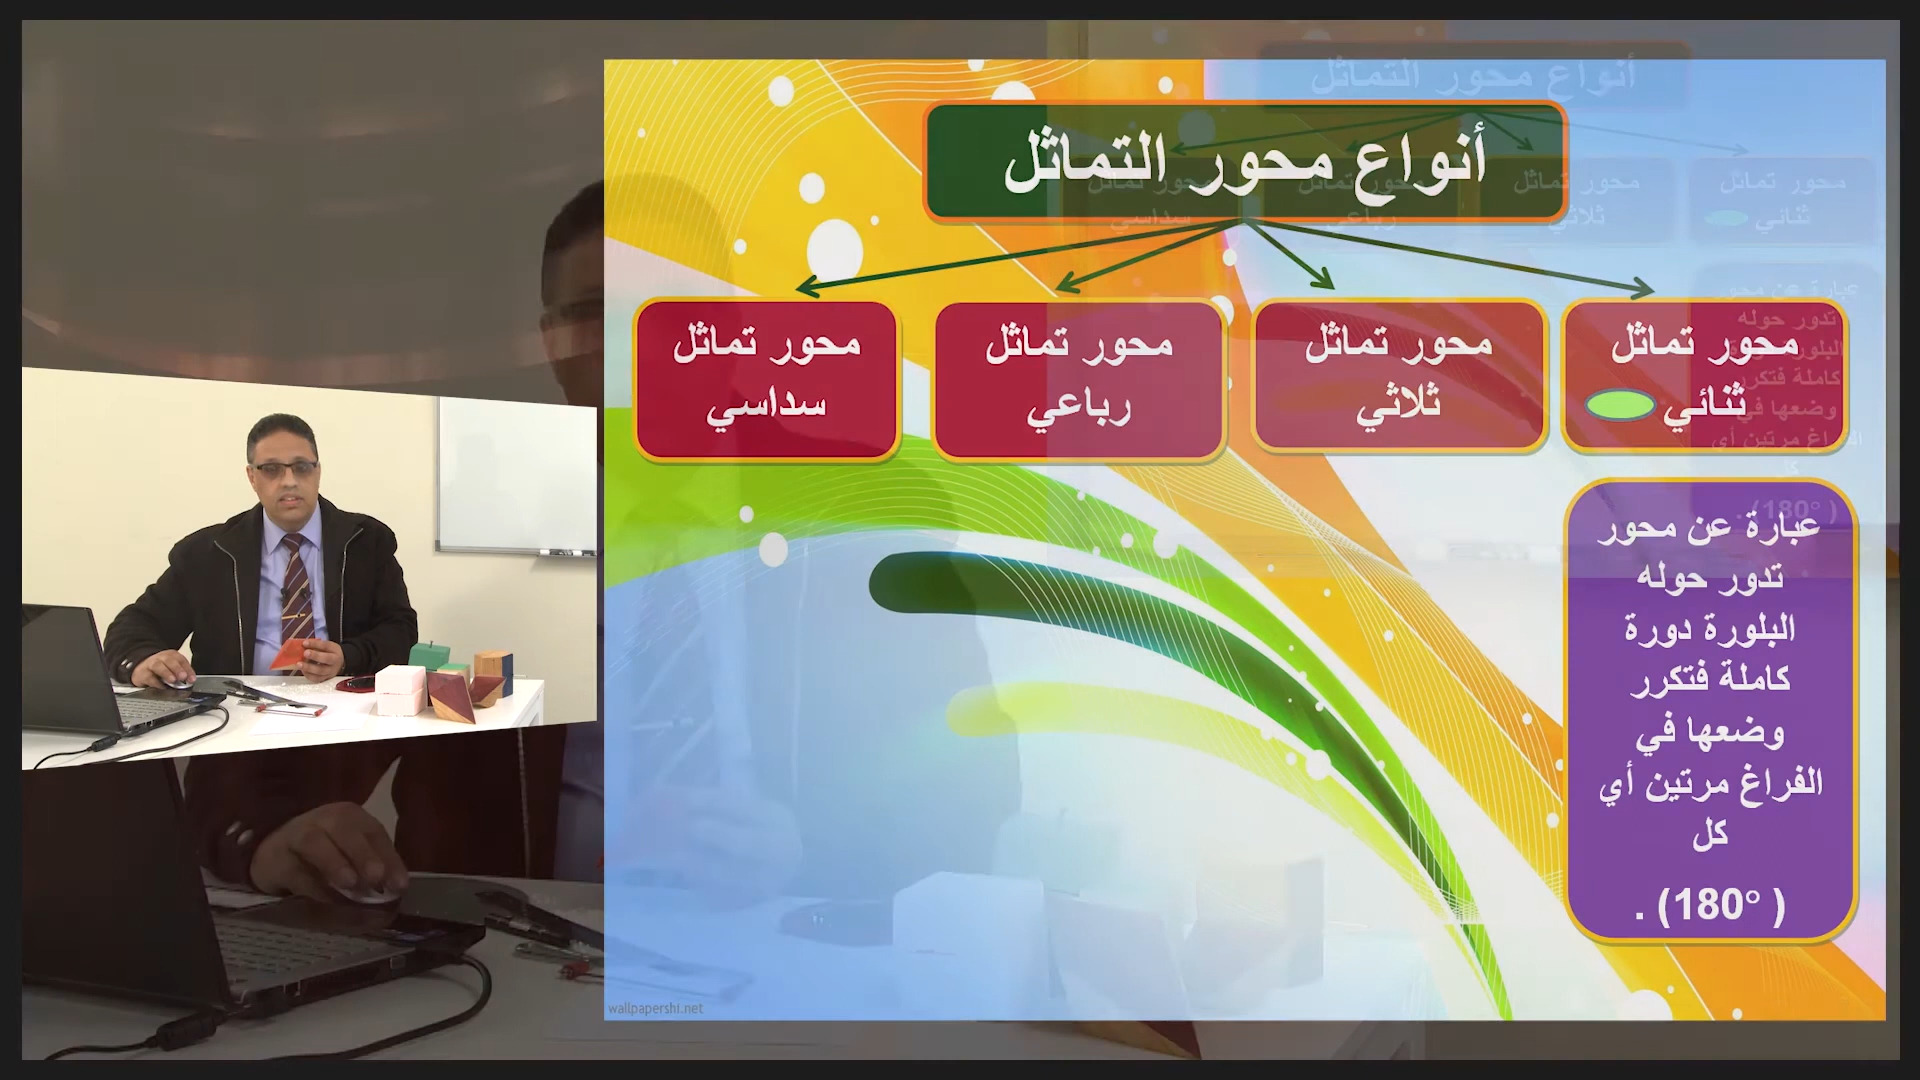 أنواع محور التماثل
محور تماثل
ثنائي
محور تماثل
ثلاثي
محور تماثل
رباعي
محور تماثل
سداسي
عبارة عن محور
تدور حوله
البلورة دورة
كاملة فتكرر
وضعها في
الفراغ مرتين أي
كل
( 180°) .
wallpapershi.net